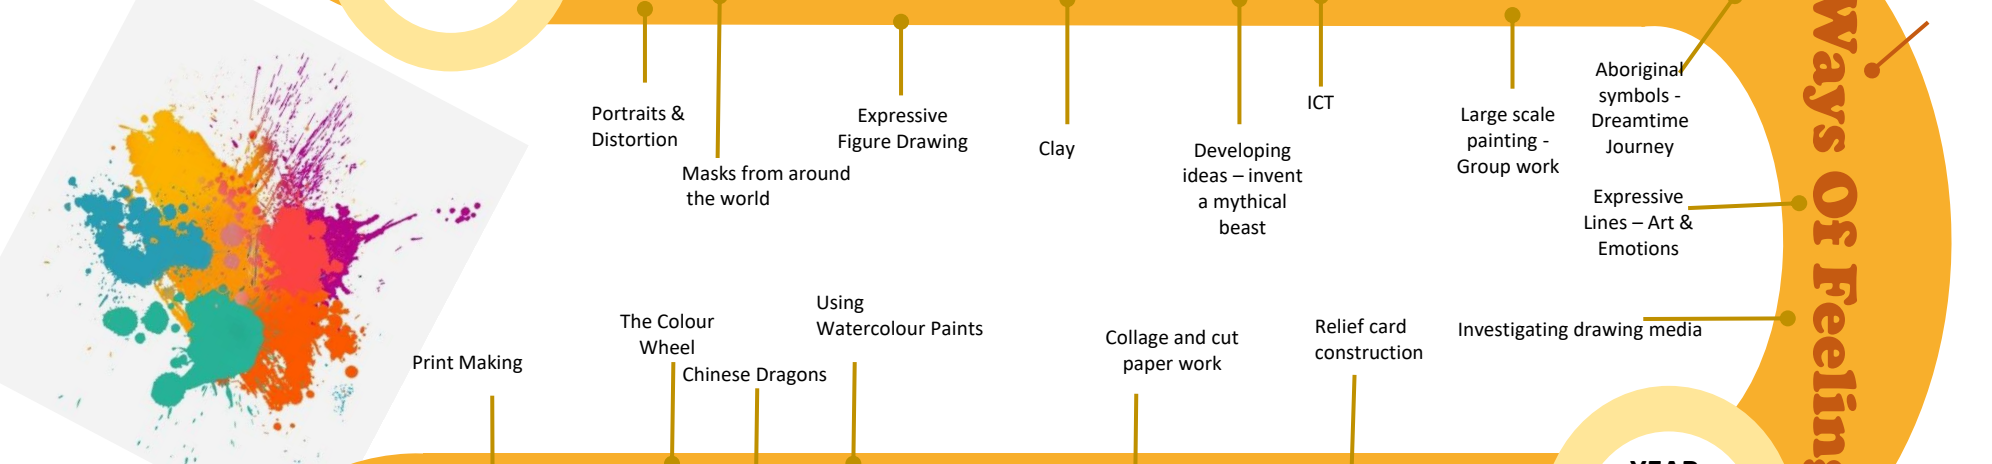 Portraits &
Distortion
Masks from around
the world
Expressive
Figure Drawing
Clay
Developing
ideas – invent
a mythical
beast
ICT
Large scale
painting -
Group work
Aboriginal
symbols -
Dreamtime
Journey
Expressive
Lines – Art &
Emotions
Investigating drawing media
Ways Of Feelin
Print Making
The Colour
Wheel
Chinese Dragons
Using
Watercolour Paints
Collage and cut
paper work
Relief card
construction
YEAR